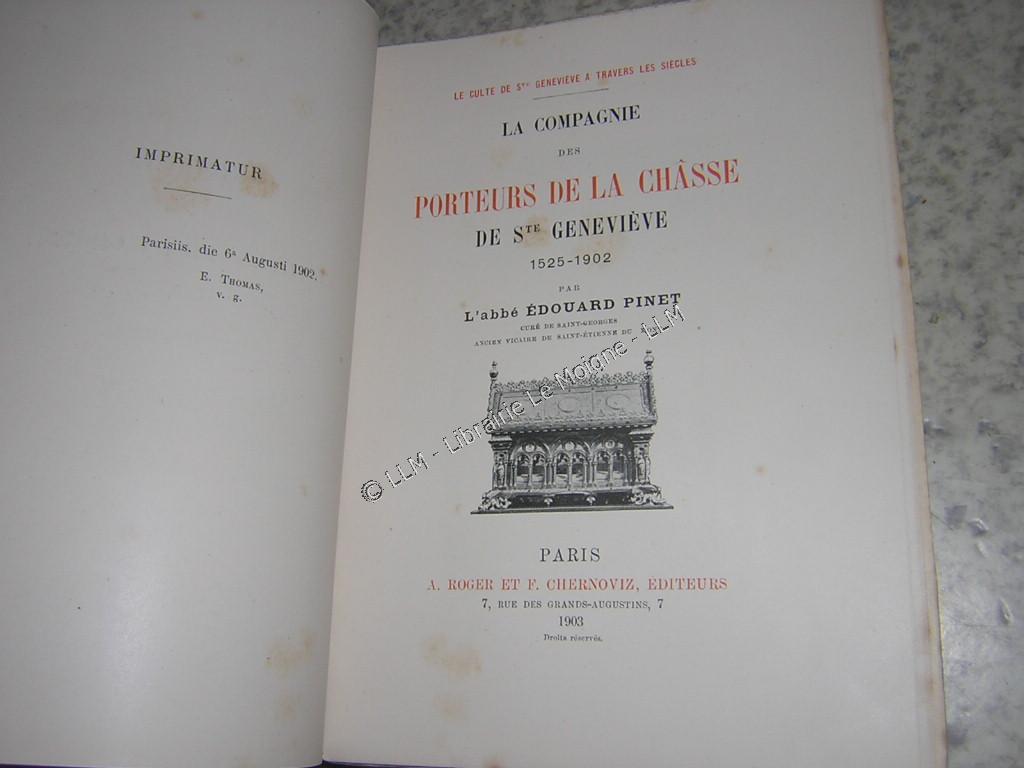 IMPRIMATUR
Parisiis. die 6ª Augusti 1902.
E. THOMAS,
v. g.
LE CULTE DE STE GENEVIÈVE A TRAVERS LES SIÈCLES
LA COMPAGNIE
DES
PORTEURS DE LA CHÂSSE
DE STE GENEVIÈVE
1525-1902
PAR
L'abbé ÉDOUARD PINET
CURÉ DE SAINT-GEORGES
ANCIEN VICAIRE DE SAINT-ÉTIENNE DU MONT
© LLM - Librairie Le Moigne - LLM
PARIS
A. ROGER ET F. CHERNOVIZ, ÉDITEURS
7, RUE DES GRANDS-AUGUSTINS, 7
1903
Droits réservés.